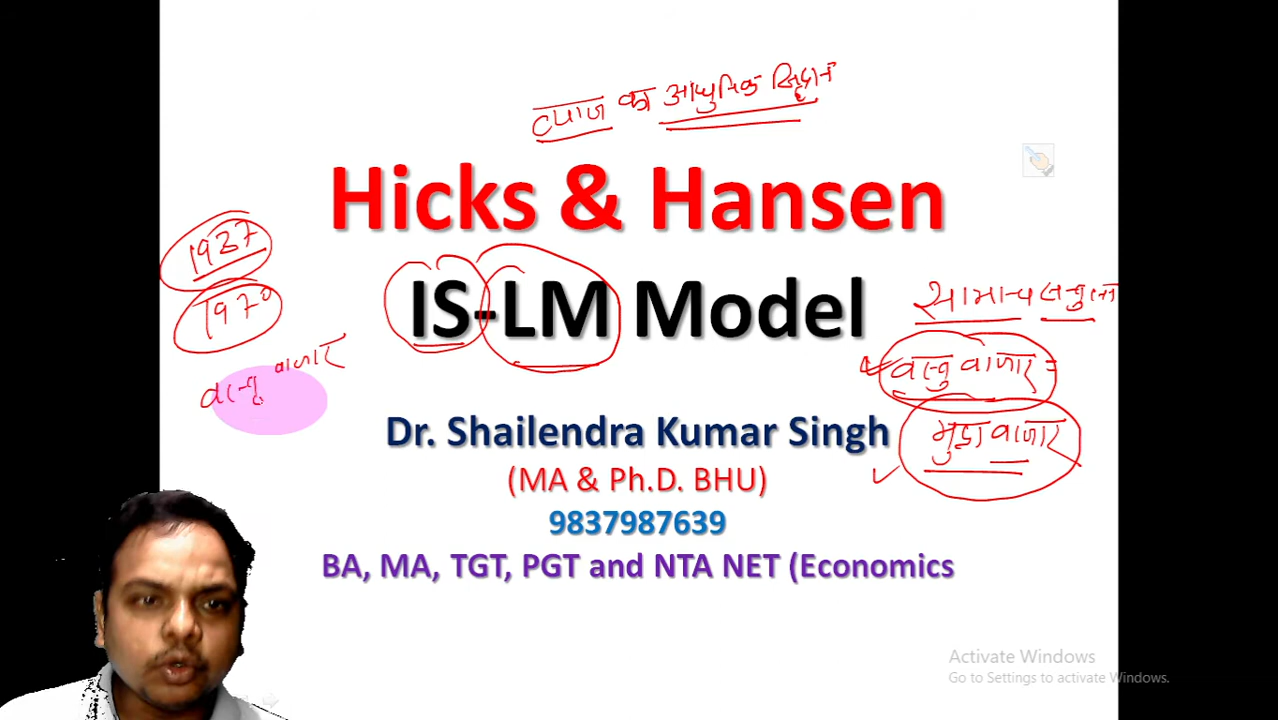 ब्याज का आधुनिक सिद्धान्त
Hicks & Hansen
1937
IS-LM Model
1970
सामान्य सन्तुलन
वस्तु बाजार
वस्तु बाजार =
Dr. Shailendra Kumar Singh
मुद्रा बाजार
(MA & Ph.D. BHU)
9837987639
BA, MA, TGT, PGT and NTA NET (Economics
Activate Windows
Go to Settings to activate Windows.